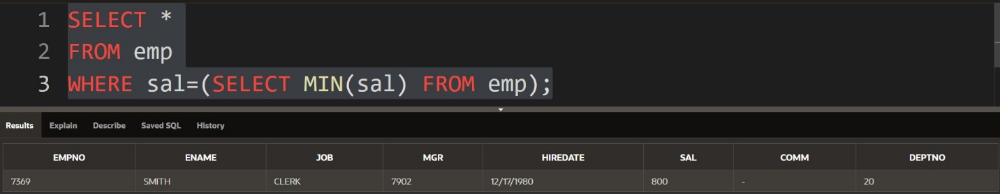 1 SELECT *
2 FROM emp
3 WHERE sal=(SELECT MIN(sal) FROM emp);
Results Explain Describe Saved SQL History
EMPNO ENAME JOB MGR HIREDATE SAL COMM DEPTNO
7369 SMITH CLERK 7902 12/17/1980 800 - 20